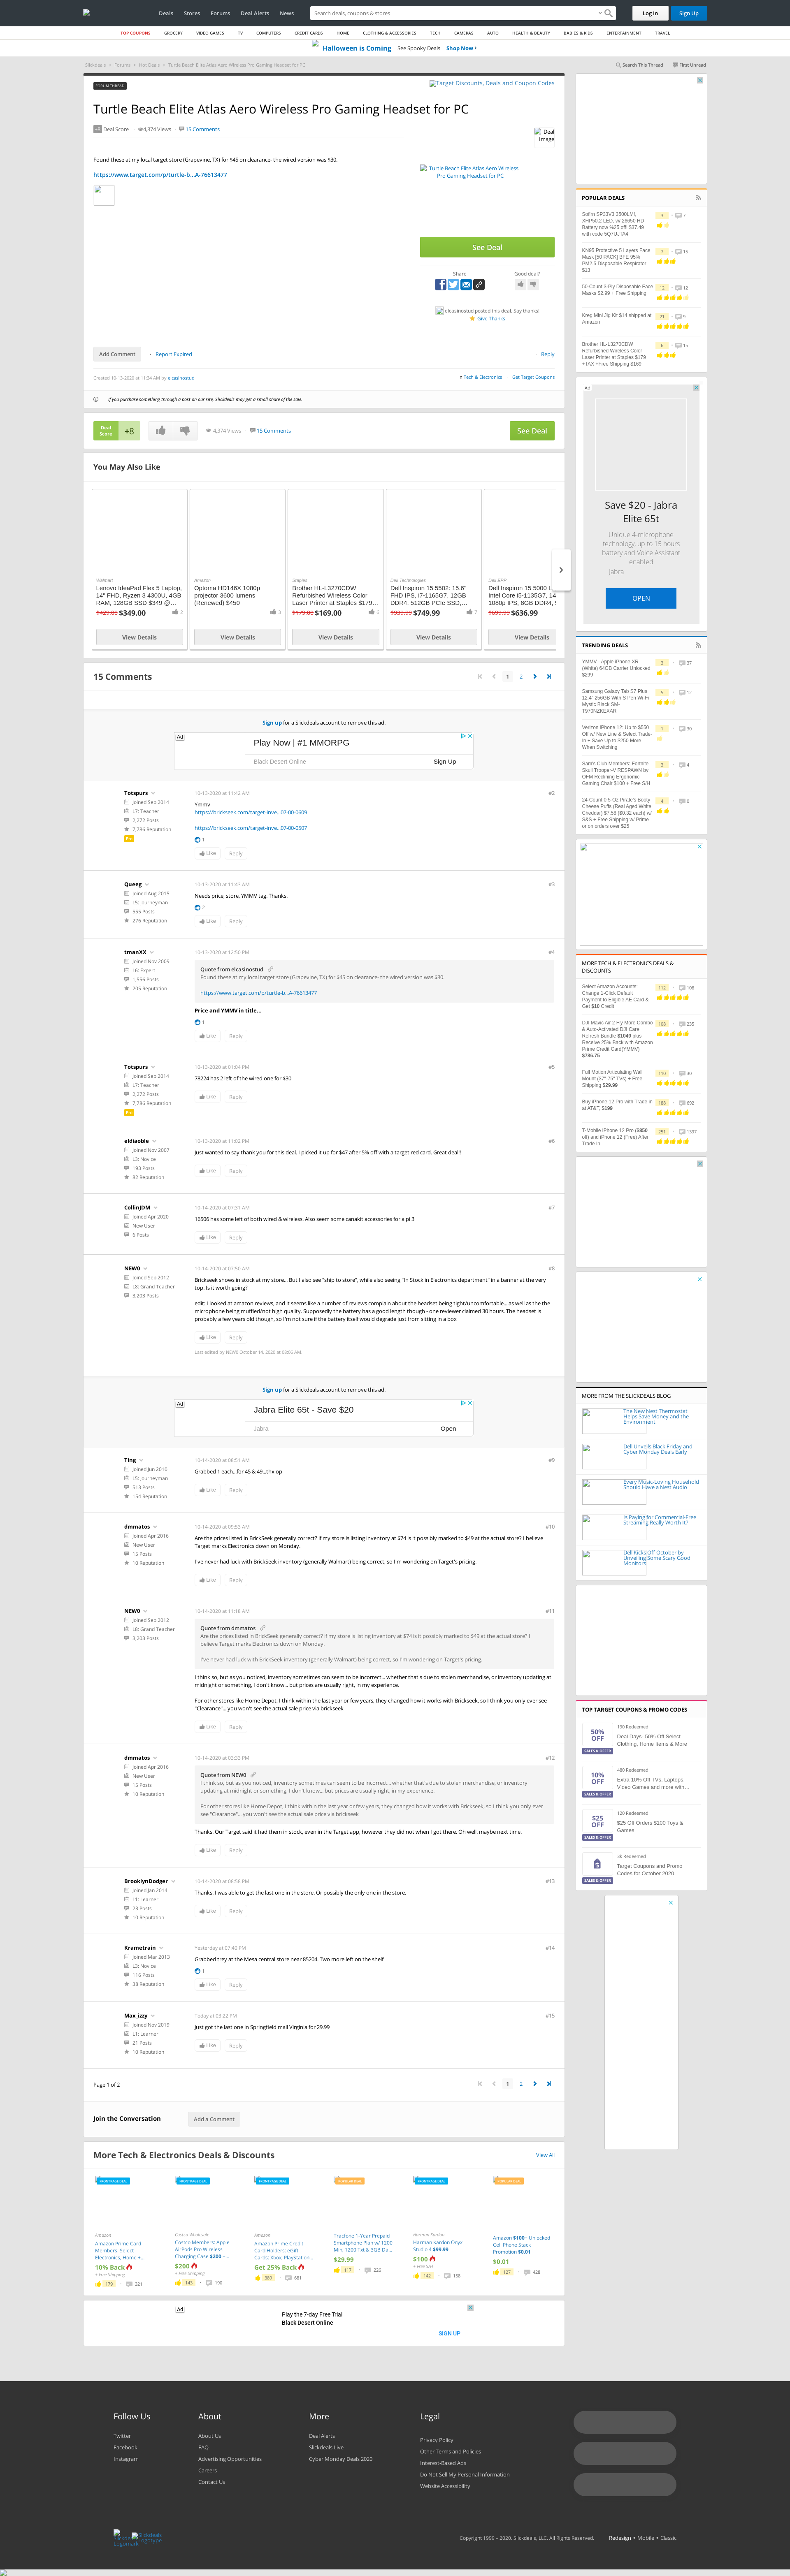 Deals
Stores
Forums
Deal Alerts
News
Search deals, coupons & stores
Log In
Sign Up
TOP COUPONS
GROCERY
VIDEO GAMES
TV
COMPUTERS
CREDIT CARDS
HOME
CLOTHING & ACCESSORIES
TECH
CAMERAS
AUTO
HEALTH & BEAUTY
BABIES & KIDS
ENTERTAINMENT
TRAVEL
Halloween is Coming
See Spooky Deals
Shop Now
Slickdeals > Forums > Hot Deals > Turtle Beach Elite Atlas Aero Wireless Pro Gaming Headset for PC
Search This Thread
First Unread
FORUM THREAD
Target Discounts, Deals and Coupon Codes
Turtle Beach Elite Atlas Aero Wireless Pro Gaming Headset for PC
+8 Deal Score
4,374 Views
15 Comments
Deal Image
Found these at my local target store (Grapevine, TX) for $45 on clearance- the wired version was $30.
https://www.target.com/p/turtle-b...A-76613477
Turtle Beach Elite Atlas Aero Wireless Pro Gaming Headset for PC
See Deal
Share
Good deal?
elcasinostud posted this deal. Say thanks!
Give Thanks
Add Comment
Report Expired
Reply
Created 10-13-2020 at 11:34 AM by elcasinostud
in Tech & Electronics
Get Target Coupons
If you purchase something through a post on our site, Slickdeals may get a small share of the sale.
Deal Score +8
4,374 Views
15 Comments
See Deal
You May Also Like
Walmart
Lenovo IdeaPad Flex 5 Laptop, 14" FHD, Ryzen 3 4300U, 4GB RAM, 128GB SSD $349 @...
$429.00 $349.00
2
View Details
Amazon
Optoma HD146X 1080p projector 3600 lumens (Renewed) $450
3
View Details
Staples
Brother HL-L3270CDW Refurbished Wireless Color Laser Printer at Staples $179...
$179.00 $169.00
6
View Details
Dell Technologies
Dell Inspiron 15 5502: 15.6" FHD IPS, i7-1165G7, 12GB DDR4, 512GB PCIe SSD,...
$939.99 $749.99
7
View Details
Dell EPP
Dell Inspiron 15 5000 L
Intel Core i5-1135G7, 14
1080p IPS, 8GB DDR4, 5
$699.99 $636.99
View Details
15 Comments
1
2
Sign up for a Slickdeals account to remove this ad.
Ad
Play Now | #1 MMORPG
Black Desert Online
Sign Up
Totspurs
Joined Sep 2014
L7: Teacher
2,272 Posts
7,786 Reputation
Pro
10-13-2020 at 11:42 AM
#2
Ymmv
https://brickseek.com/target-inve...07-00-0609
https://brickseek.com/target-inve...07-00-0507
1
Like
Reply
Queeg
Joined Aug 2015
L5: Journeyman
555 Posts
276 Reputation
10-13-2020 at 11:43 AM
#3
Needs price, store, YMMV tag. Thanks.
2
Like
Reply
tmanXX
Joined Nov 2009
L6: Expert
1,556 Posts
205 Reputation
10-13-2020 at 12:50 PM
#4
Quote from elcasinostud
Found these at my local target store (Grapevine, TX) for $45 on clearance- the wired version was $30.
https://www.target.com/p/turtle-b...A-76613477
Price and YMMV in title...
1
Like
Reply
Totspurs
Joined Sep 2014
L7: Teacher
2,272 Posts
7,786 Reputation
Pro
10-13-2020 at 01:04 PM
#5
78224 has 2 left of the wired one for $30
Like
Reply
eldiaoble
Joined Nov 2007
L3: Novice
193 Posts
82 Reputation
10-13-2020 at 11:02 PM
#6
Just wanted to say thank you for this deal. I picked it up for $47 after 5% off with a target red card. Great deal!!
Like
Reply
CollinJDM
Joined Apr 2020
New User
6 Posts
10-14-2020 at 07:31 AM
#7
16506 has some left of both wired & wireless. Also seem some canakit accessories for a pi 3
Like
Reply
NEW0
Joined Sep 2012
L8: Grand Teacher
3,203 Posts
10-14-2020 at 07:50 AM
#8
Brickseek shows in stock at my store... But I also see "ship to store", while also seeing "In Stock in Electronics department" in a banner at the very top. Is it going home?
edit: I looked at amazon reviews, and it seems like a number of reviews complain about the headset being tight/uncomfortable... as well as the microphone being muffled/not high quality. Supposedly the battery has a good length though - one reviewer claimed 30 hours. The headset is probably a few years old though, so I'm not sure if the battery itself would degrade just from sitting in a box
Like
Reply
Last edited by NEW0 October 14, 2020 at 08:06 AM.
Sign up for a Slickdeals account to remove this ad.
Ad
Jabra Elite 65t - Save $20
Jabra
Open
Ting
Joined Jun 2010
L5: Journeyman
513 Posts
154 Reputation
10-14-2020 at 08:51 AM
#9
Grabbed 1 each...for 45 & 49...thx op
Like
Reply
dmmatos
Joined Apr 2016
New User
15 Posts
10 Reputation
10-14-2020 at 09:53 AM
#10
Are the prices listed in BrickSeek generally correct? if my store is listing inventory at $74 is it possibly marked to $49 at the actual store? I believe Target marks Electronics down on Monday.
I've never had luck with BrickSeek inventory (generally Walmart) being correct, so I'm wondering on Target's pricing.
Like
Reply
NEW0
Joined Sep 2012
L8: Grand Teacher
3,203 Posts
10-14-2020 at 11:18 AM
#11
Quote from dmmatos
Are the prices listed in BrickSeek generally correct? if my store is listing inventory at $74 is it possibly marked to $49 at the actual store? I believe Target marks Electronics down on Monday.
I've never had luck with BrickSeek inventory (generally Walmart) being correct, so I'm wondering on Target's pricing.
I think so, but as you noticed, inventory sometimes can seem to be incorrect... whether that's due to stolen merchandise, or inventory updating at midnight or something, I don't know... but prices are usually right, in my experience.
For other stores like Home Depot, I think within the last year or few years, they changed how it works with Brickseek, so I think you only ever see "Clearance"... you won't see the actual sale price via brickseek
Like
Reply
dmmatos
Joined Apr 2016
New User
15 Posts
10 Reputation
10-14-2020 at 03:33 PM
#12
Quote from NEW0
I think so, but as you noticed, inventory sometimes can seem to be incorrect... whether that's due to stolen merchandise, or inventory updating at midnight or something, I don't know... but prices are usually right, in my experience.
For other stores like Home Depot, I think within the last year or few years, they changed how it works with Brickseek, so I think you only ever see "Clearance"... you won't see the actual sale price via brickseek
Thanks. Our Target said it had them in stock, even in the Target app, however they did not when I got there. Oh well. maybe next time.
Like
Reply
BrooklynDodger
Joined Jan 2014
L1: Learner
23 Posts
10 Reputation
10-14-2020 at 08:58 PM
#13
Thanks. I was able to get the last one in the store. Or possibly the only one in the store.
Like
Reply
Krametrain
Joined Mar 2013
L3: Novice
116 Posts
38 Reputation
Yesterday at 07:40 PM
#14
Grabbed trey at the Mesa central store near 85204. Two more left on the shelf
1
Like
Reply
Max_izzy
Joined Nov 2019
L1: Learner
21 Posts
10 Reputation
Today at 03:22 PM
#15
Just got the last one in Springfield mall Virginia for 29.99
Like
Reply
Page 1 of 2
1
2
Join the Conversation
Add a Comment
More Tech & Electronics Deals & Discounts
View All
FRONTPAGE DEAL
Amazon
Amazon Prime Card Members: Select Electronics, Home +...
10% Back
+ Free Shipping
179
321
FRONTPAGE DEAL
Costco Wholesale
Costco Members: Apple AirPods Pro Wireless Charging Case $200 +...
$200
+ Free Shipping
143
190
FRONTPAGE DEAL
Amazon
Amazon Prime Credit Card Holders: eGift Cards: Xbox, PlayStation...
Get 25% Back
389
681
POPULAR DEAL
Tracfone 1-Year Prepaid Smartphone Plan w/ 1200 Min, 1200 Txt & 3GB Da...
$29.99
117
226
FRONTPAGE DEAL
Harman Kardon
Harman Kardon Onyx Studio 4 $99.99
$100
+ Free S/H
142
158
POPULAR DEAL
Amazon $100+ Unlocked Cell Phone Slack Promotion $0.01
$0.01
127
428
Ad
Play the 7-day Free Trial
Black Desert Online
SIGN UP
POPULAR DEALS
Sofirn SP33V3 3500LM, XHP50.2 LED, w/ 26650 HD Battery now %25 off! $37.49 with code 5Q7UJTA4
3
7
KN95 Protective 5 Layers Face Mask [50 PACK] BFE 95% PM2.5 Disposable Respirator $13
7
15
50-Count 3-Ply Disposable Face Masks $2.99 + Free Shipping
12
12
Kreg Mini Jig Kit $14 shipped at Amazon
21
9
Brother HL-L3270CDW Refurbished Wireless Color Laser Printer at Staples $179 +TAX +Free Shipping $169
6
15
Ad
Save $20 - Jabra Elite 65t
Unique 4-microphone technology, up to 15 hours battery and Voice Assistant enabled
Jabra
OPEN
TRENDING DEALS
YMMV - Apple iPhone XR (White) 64GB Carrier Unlocked $299
3
37
Samsung Galaxy Tab S7 Plus 12.4" 256GB With S Pen Wi-Fi Mystic Black SM-T970NZKEXAR
5
12
Verizon iPhone 12: Up to $550 Off w/ New Line & Select Trade-In + Save Up to $250 More When Switching
1
30
Sam's Club Members: Fortnite Skull Trooper-V RESPAWN by OFM Reclining Ergonomic Gaming Chair $100 + Free S/H
3
4
24-Count 0.5-Oz Pirate's Booty Cheese Puffs (Real Aged White Cheddar) $7.58 ($0.32 each) w/ S&S + Free Shipping w/ Prime or on orders over $25
4
0
MORE TECH & ELECTRONICS DEALS & DISCOUNTS
Select Amazon Accounts: Change 1-Click Default Payment to Eligible AE Card & Get $10 Credit
112
108
DJI Mavic Air 2 Fly More Combo & Auto-Activated DJI Care Refresh Bundle $1049 plus Receive 25% Back with Amazon Prime Credit Card(YMMV) $786.75
108
235
Full Motion Articulating Wall Mount (37"-75" TVs) + Free Shipping $29.99
110
30
Buy iPhone 12 Pro with Trade in at AT&T, $199
188
692
T-Mobile iPhone 12 Pro ($850 off) and iPhone 12 (Free) After Trade In
251
1397
MORE FROM THE SLICKDEALS BLOG
The New Nest Thermostat Helps Save Money and the Environment
Dell Unveils Black Friday and Cyber Monday Deals Early
Every Music-Loving Household Should Have a Nest Audio
Is Paying for Commercial-Free Streaming Really Worth It?
Dell Kicks Off October by Unveiling Some Scary Good Monitors
TOP TARGET COUPONS & PROMO CODES
50% OFF
SALES & OFFER
190 Redeemed
Deal Days- 50% Off Select Clothing, Home Items & More
10% OFF
SALES & OFFER
480 Redeemed
Extra 10% Off TVs, Laptops, Video Games and more with...
$25 OFF
SALES & OFFER
120 Redeemed
$25 Off Orders $100 Toys & Games
SALES & OFFER
3k Redeemed
Target Coupons and Promo Codes for October 2020
Follow Us
Twitter
Facebook
Instagram
About
About Us
FAQ
Advertising Opportunities
Careers
Contact Us
More
Deal Alerts
Slickdeals Live
Cyber Monday Deals 2020
Legal
Privacy Policy
Other Terms and Policies
Interest-Based Ads
Do Not Sell My Personal Information
Website Accessibility
Slickdeals Logotype
Copyright 1999 – 2020. Slickdeals, LLC. All Rights Reserved.
Redesign • Mobile • Classic